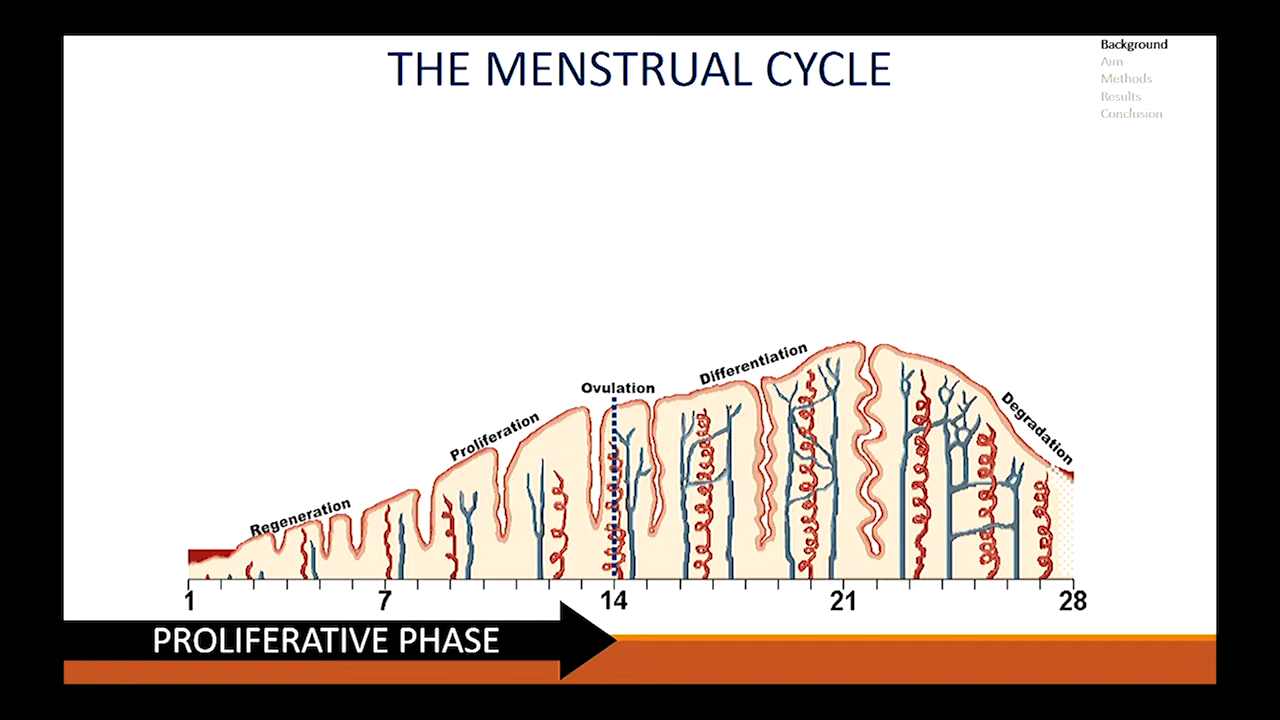 THE MENSTRUAL CYCLE
Background
Aim
Methods
Results
Conclusion
Regeneration
Proliferation
Ovulation
Differentiation
Degradation
1 7 14 21 28
PROLIFERATIVE PHASE